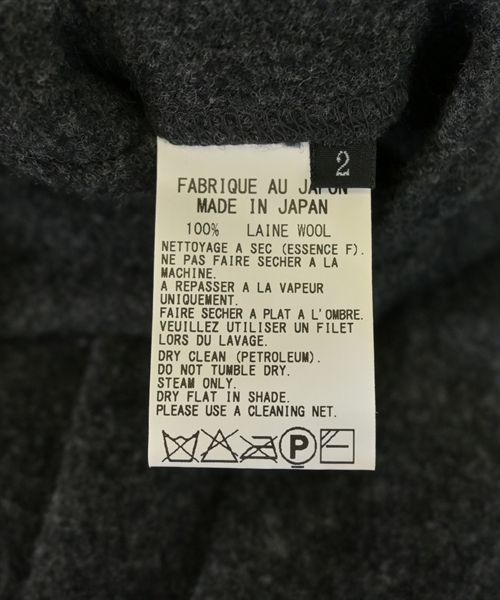 2
FABRIQUE AU JAPON
MADE IN JAPAN
100% LAINE WOOL
NETTOYAGE A SEC (ESSENCE F).
NE PAS FAIRE SECHER A LA
MACHINE.
A REPASSER A LA VAPEUR
UNIQUEMENT.
FAIRE SECHER A PLAT A L'OMBRE.
VEUILLEZ UTILISER UN FILET
LORS DU LAVAGE.
DRY CLEAN (PETROLEUM).
DO NOT TUMBLE DRY.
STEAM ONLY.
DRY FLAT IN SHADE.
PLEASE USE A CLEANING NET.
P